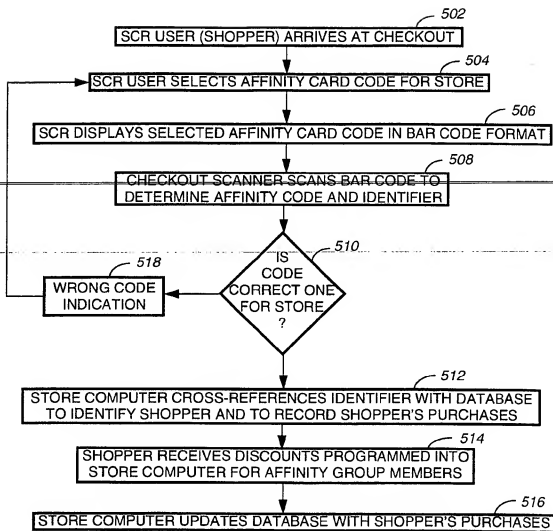 502
SCR USER (SHOPPER) ARRIVES AT CHECKOUT
504
SCR USER SELECTS AFFINITY CARD CODE FOR STORE
506
SCR DISPLAYS SELECTED AFFINITY CARD CODE IN BAR CODE FORMAT
508
CHECKOUT SCANNER SCANS BAR CODE TO
DETERMINE AFFINITY CODE AND IDENTIFIER
510
IS
CODE
CORRECT ONE
FOR STORE
?
518
WRONG CODE
INDICATION
512
STORE COMPUTER CROSS-REFERENCES IDENTIFIER WITH DATABASE
TO IDENTIFY SHOPPER AND TO RECORD SHOPPER'S PURCHASES
514
SHOPPER RECEIVES DISCOUNTS PROGRAMMED INTO
STORE COMPUTER FOR AFFINITY GROUP MEMBERS
516
STORE COMPUTER UPDATES DATABASE WITH SHOPPER'S PURCHASES